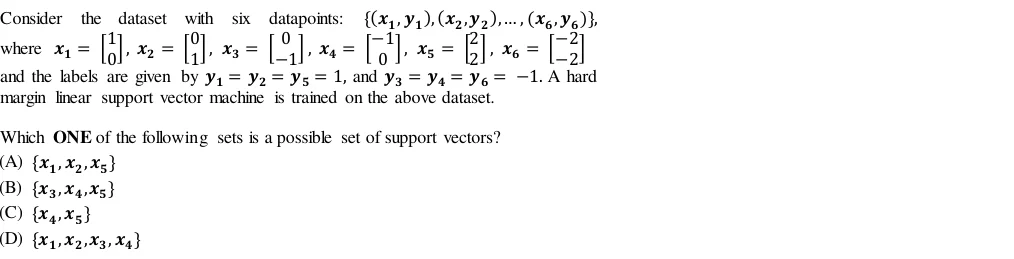 Consider the dataset with six datapoints: {(x₁, y₁), (x₂, y₂), … , (x₆, y₆)},
where x₁ = [1 0], x₂ = [0 1], x₃ = [0 −1], x₄ = [−1 0], x₅ = [2 2], x₆ = [−2 −2]
and the labels are given by y₁ = y₂ = y₅ = 1, and y₃ = y₄ = y₆ = −1. A hard
margin linear support vector machine is trained on the above dataset.
Which ONE of the following sets is a possible set of support vectors?
(A) {x₁, x₂, x₅}
(B) {x₃, x₄, x₅}
(C) {x₄, x₅}
(D) {x₁, x₂, x₃, x₄}